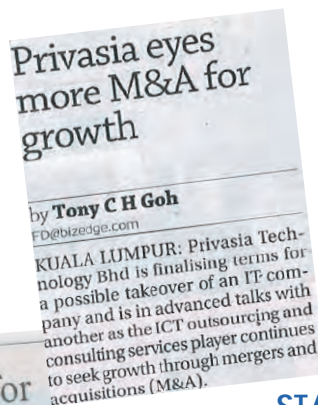 Privasia eyes
more M&A for
growth
by Tony C H Goh
FD@bizedge.com
KUALA LUMPUR: Privasia Tech-
nology Bhd is finalising terms for
a possible takeover of an IT com-
pany and is in advanced talks with
another as the ICT outsourcing and
consulting services player continues
to seek growth through mergers and
acquisitions (M&A).
for